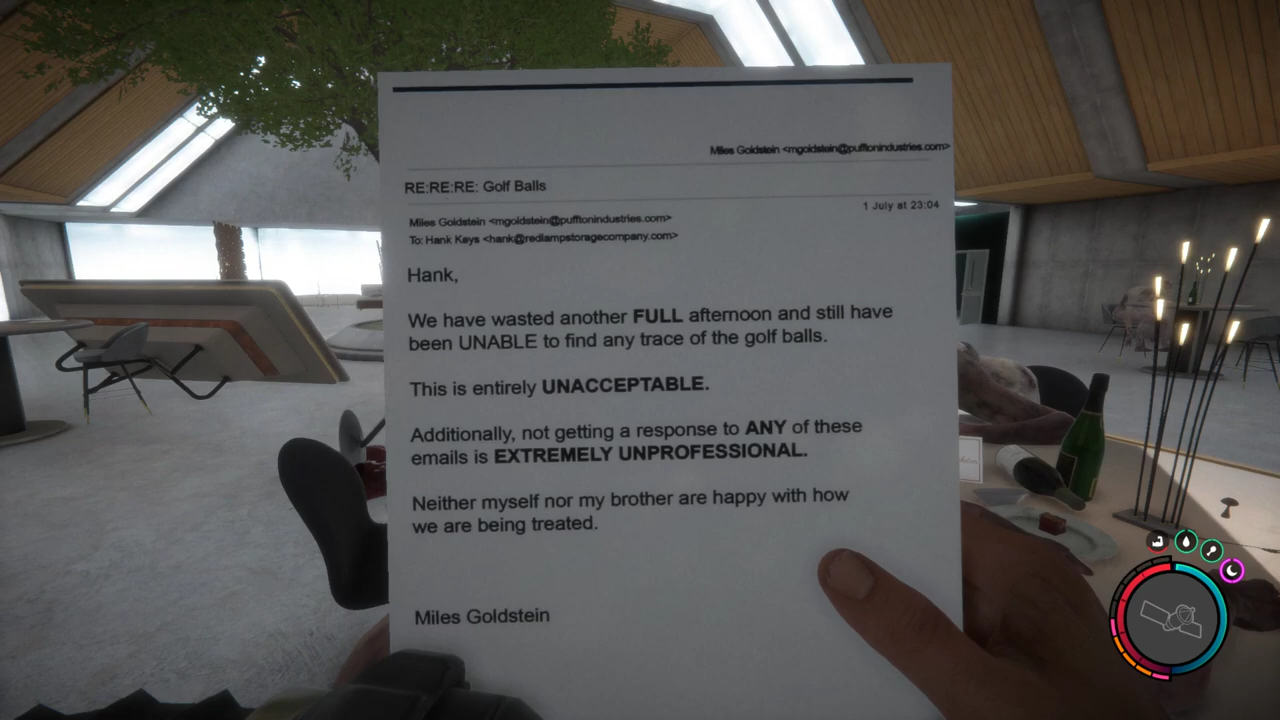 Miles Goldstein <mgoldstein@pufftonindustries.com>
RE:RE:RE: Golf Balls
1 July at 23:04
Miles Goldstein <mgoldstein@pufftonindustries.com>
To: Hank Keys <hank@redlampstoragecompany.com>
Hank,
We have wasted another FULL afternoon and still have
been UNABLE to find any trace of the golf balls.
This is entirely UNACCEPTABLE.
Additionally, not getting a response to ANY of these
emails is EXTREMELY UNPROFESSIONAL.
Neither myself nor my brother are happy with how
we are being treated.
Miles Goldstein